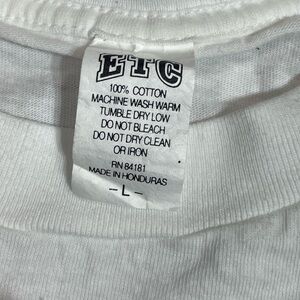 ETC
100% COTTON
MACHINE WASH WARM
TUMBLE DRY LOW
DO NOT BLEACH
DO NOT DRY CLEAN
OR IRON
RN 84181
MADE IN HONDURAS
-L-